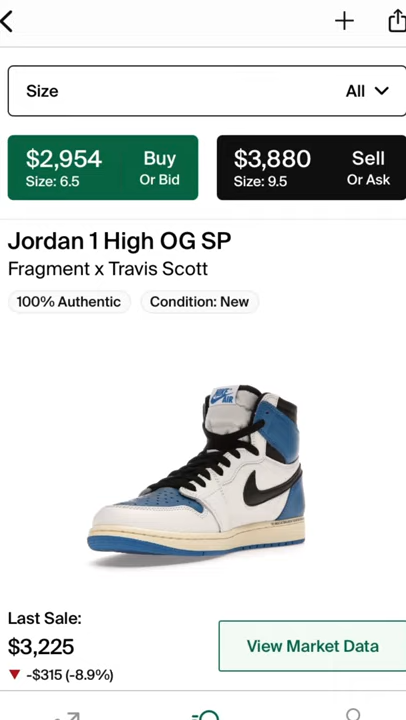 Size All
$2,954 Buy
Size: 6.5 Or Bid
$3,880 Sell
Size: 9.5 Or Ask
Jordan 1 High OG SP
Fragment x Travis Scott
100% Authentic Condition: New
NIKE
AIR
Last Sale:
$3,225
-$315 (-8.9%)
View Market Data